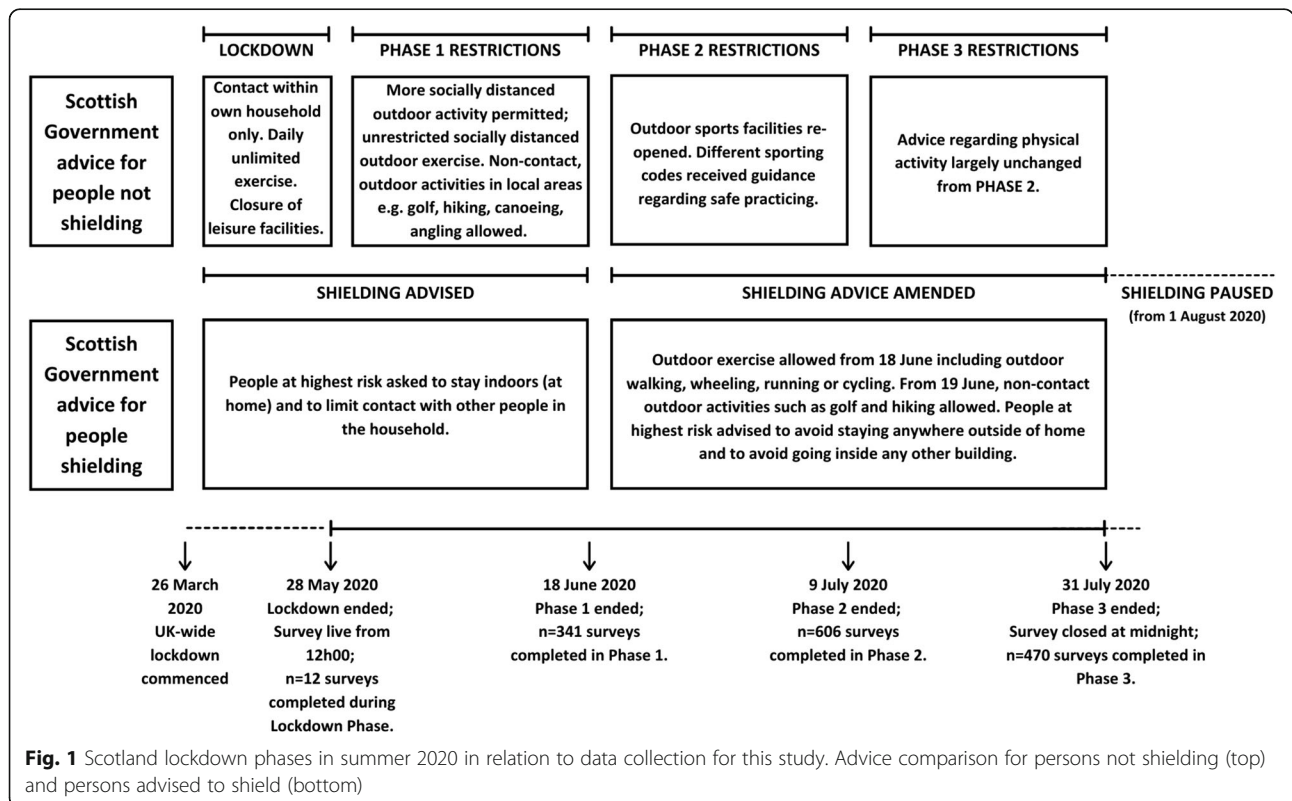 LOCKDOWN
PHASE 1 RESTRICTIONS
PHASE 2 RESTRICTIONS
PHASE 3 RESTRICTIONS
Scottish
Government
advice for
people not
shielding
Contact within
own household
only. Daily
unlimited
exercise.
Closure of
leisure facilities.
More socially distanced
outdoor activity permitted;
unrestricted socially distanced
outdoor exercise. Non-contact,
outdoor activities in local areas
e.g. golf, hiking, canoeing,
angling allowed.
Outdoor sports facilities re-
opened. Different sporting
codes received guidance
regarding safe practicing.
Advice regarding physical
activity largely unchanged
from PHASE 2.
SHIELDING ADVISED
SHIELDING ADVICE AMENDED
SHIELDING PAUSED
(from 1 August 2020)
Scottish
Government
advice for
people
shielding
People at highest risk asked to stay indoors (at
home) and to limit contact with other people in
the household.
Outdoor exercise allowed from 18 June including outdoor
walking, wheeling, running or cycling. From 19 June, non-contact
outdoor activities such as golf and hiking allowed. People at
highest risk advised to avoid staying anywhere outside of home
and to avoid going inside any other building.
26 March
2020
UK-wide
lockdown
commenced
28 May 2020
Lockdown ended;
Survey live from
12h00;
n=12 surveys
completed during
Lockdown Phase.
18 June 2020
Phase 1 ended;
n=341 surveys
completed in Phase 1.
9 July 2020
Phase 2 ended;
n=606 surveys
completed in Phase 2.
31 July 2020
Phase 3 ended;
Survey closed at midnight;
n=470 surveys completed in
Phase 3.
Fig. 1 Scotland lockdown phases in summer 2020 in relation to data collection for this study. Advice comparison for persons not shielding (top)
and persons advised to shield (bottom)